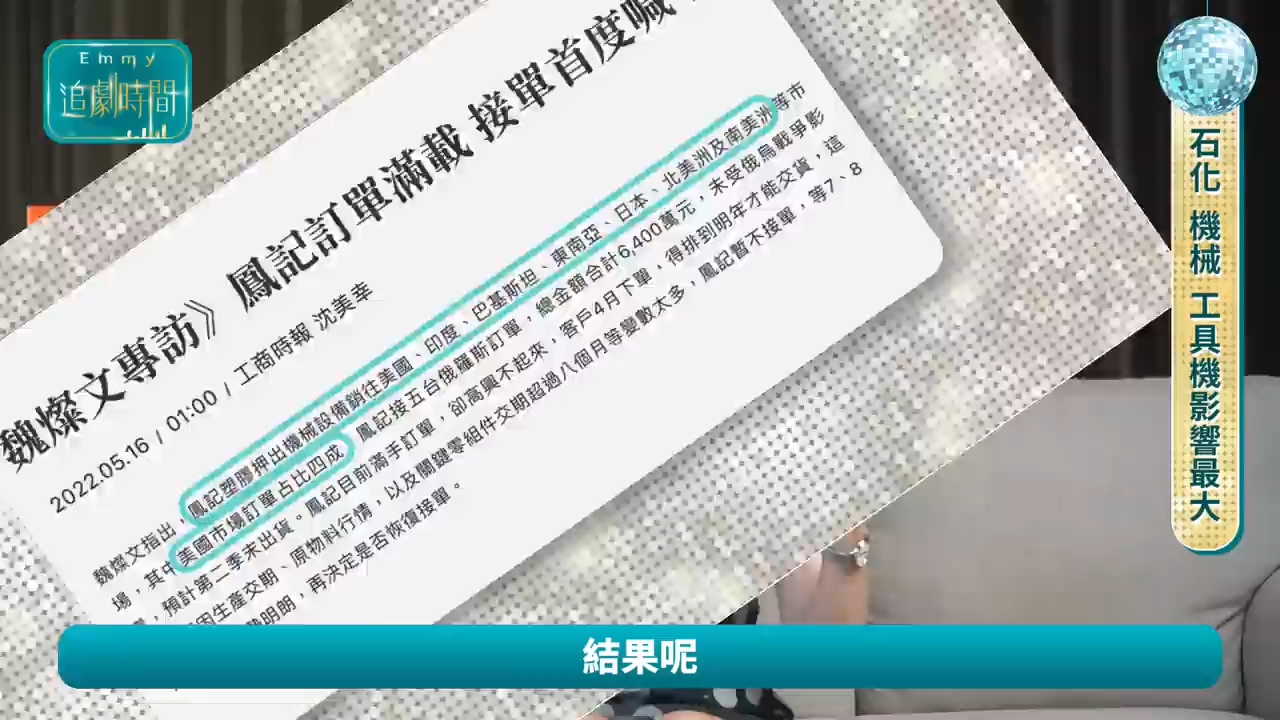 Emmy
追劇時間
魏燦文專訪》 鳳記訂單滿載 接單首度喊
2022.05.16 / 01:00 / 工商時報 沈美幸
魏燦文指出，鳳記塑膠押出機械設備銷往美國、印度、巴基斯坦、東南亞、日本、北美洲及南美洲等市
場，其中美國市場訂單占比四成 鳳記接五台俄羅斯訂單，總金額合計6,400萬元，未受俄烏戰爭影
，預計第二季末出貨。鳳記目前滿手訂單，卻高興不起來，客戶4月下單，得排到明年才能交貨，這
因生產交期、原物料行情，以及關鍵零組件交期超過八個月等變數太多，鳳記暫不接單，等7、8
明朗，再決定是否恢復接單。
石化 機械 工具機影響最大
結果呢